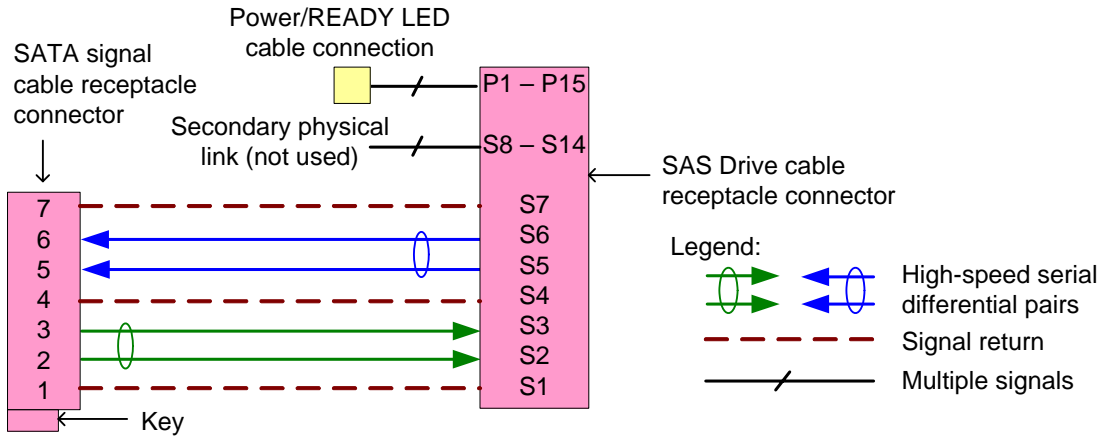 Power/READY LED
cable connection
SATA signal
cable receptacle
connector
P1 – P15
Secondary physical
link (not used)
S8 – S14
SAS Drive cable
receptacle connector
7
S7
6
S6
5
S5
4
S4
3
S3
2
S2
1
S1
Key
Legend:
High-speed serial
differential pairs
Signal return
Multiple signals